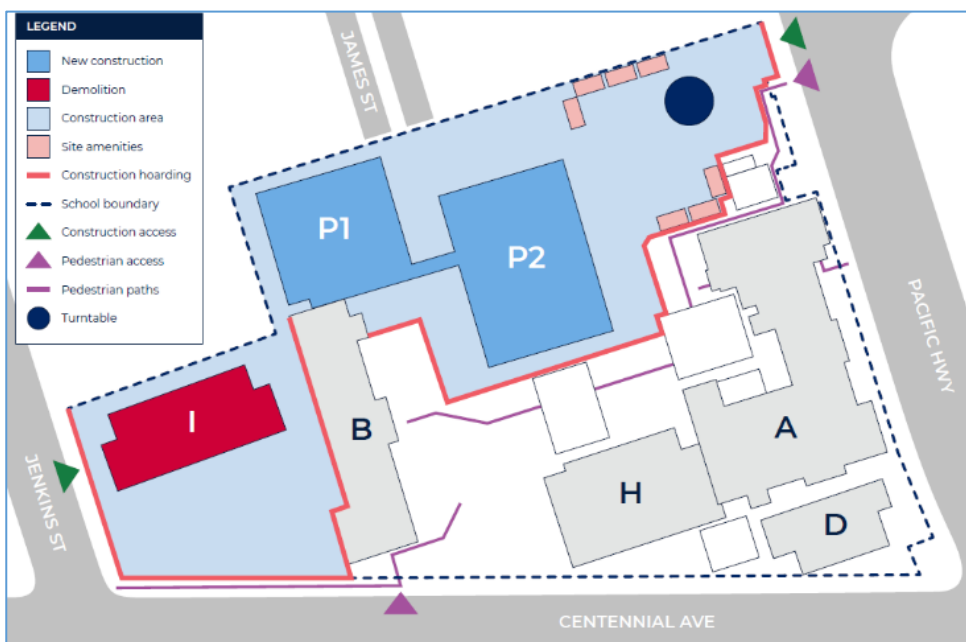 LEGEND
New construction
Demolition
Construction area
Site amenities
Construction hoarding
School boundary
Construction access
Pedestrian access
Pedestrian paths
Turntable
JAMES ST
P1
P2
PACIFIC HWY
I
B
A
H
D
JENKINS ST
CENTENNIAL AVE